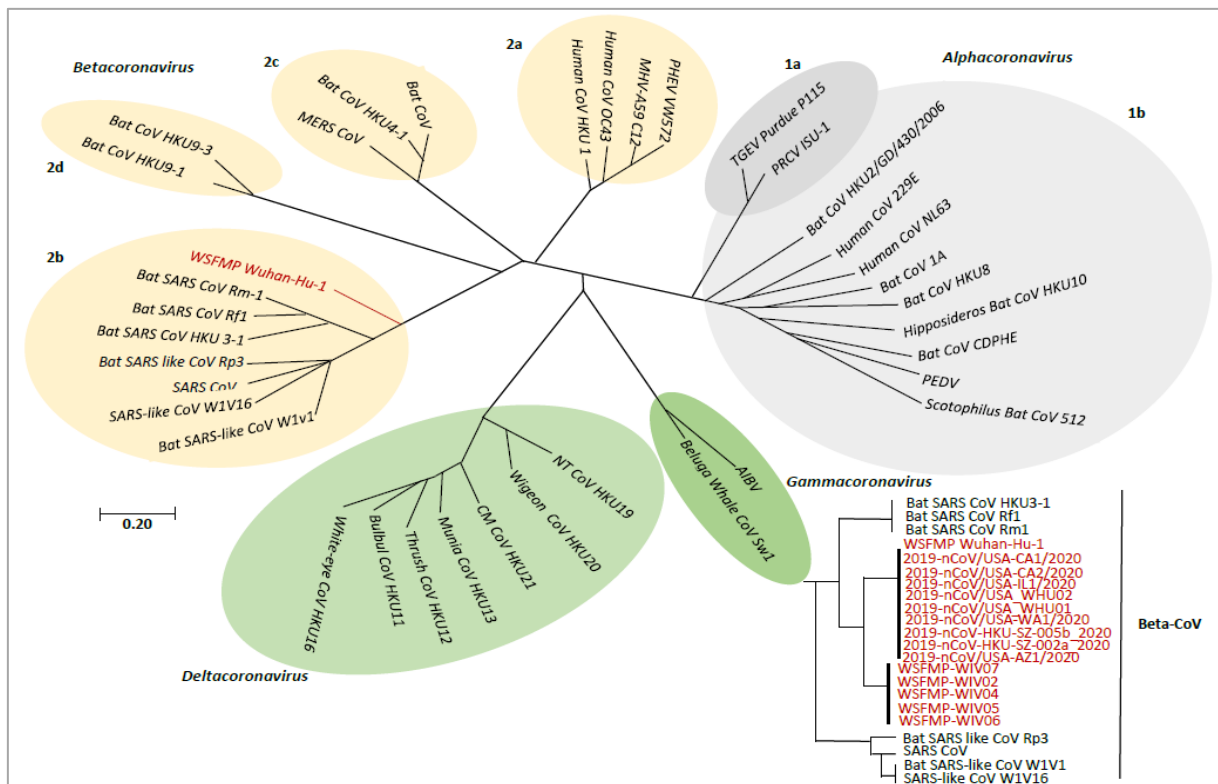 Betacoronavirus
2c
2a
1a
Alphacoronavirus
1b
2d
Bat CoV HKU9-3
Bat CoV HKU9-1
MERS CoV
Bat CoV HKU4-1
Bat CoV
Human CoV HKU 1
Human CoV OC43
MHV-A59 C12
PHEV VW572
TGEV Purdue P115
PRCV ISU-1
Bat CoV HKU2/GD/430/2006
Human CoV 229E
Human CoV NL63
Bat CoV 1A
Bat CoV HKU8
Hipposideros Bat CoV HKU10
Bat CoV CDPHE
PEDV
Scotophilus Bat CoV 512
2b
WSFMP Wuhan-Hu-1
Bat SARS CoV Rm-1
Bat SARS CoV Rf1
Bat SARS CoV HKU 3-1
Bat SARS like CoV Rp3
SARS CoV
SARS-like CoV W1V16
Bat SARS-like CoV W1v1
0.20
White-eye CoV HKU16
Bulbul CoV HKU11
Thrush CoV HKU12
Munia CoV HKU13
CM CoV HKU21
Wigeon CoV HKU20
NT CoV HKU19
Deltacoronavirus
Beluga Whale CoV Sw1
AIBV
Gammacoronavirus
Bat SARS CoV HKU3-1
Bat SARS CoV Rf1
Bat SARS CoV Rm1
WSFMP Wuhan-Hu-1
2019-nCoV/USA-CA1/2020
2019-nCoV/USA-CA2/2020
2019-nCoV/USA-IL1/2020
2019-nCoV/USA_WHU02
2019-nCoV/USA_WHU01
2019-nCoV/USA-WA1/2020
2019-nCoV-HKU-SZ-005b_2020
2019-nCoV-HKU-SZ-002a_2020
2019-nCoV/USA-AZ1/2020
WSFMP-WIV07
WSFMP-WIV02
WSFMP-WIV04
WSFMP-WIV05
WSFMP-WIV06
Bat SARS like CoV Rp3
SARS CoV
Bat SARS-like CoV W1V1
SARS-like CoV W1V16
Beta-CoV